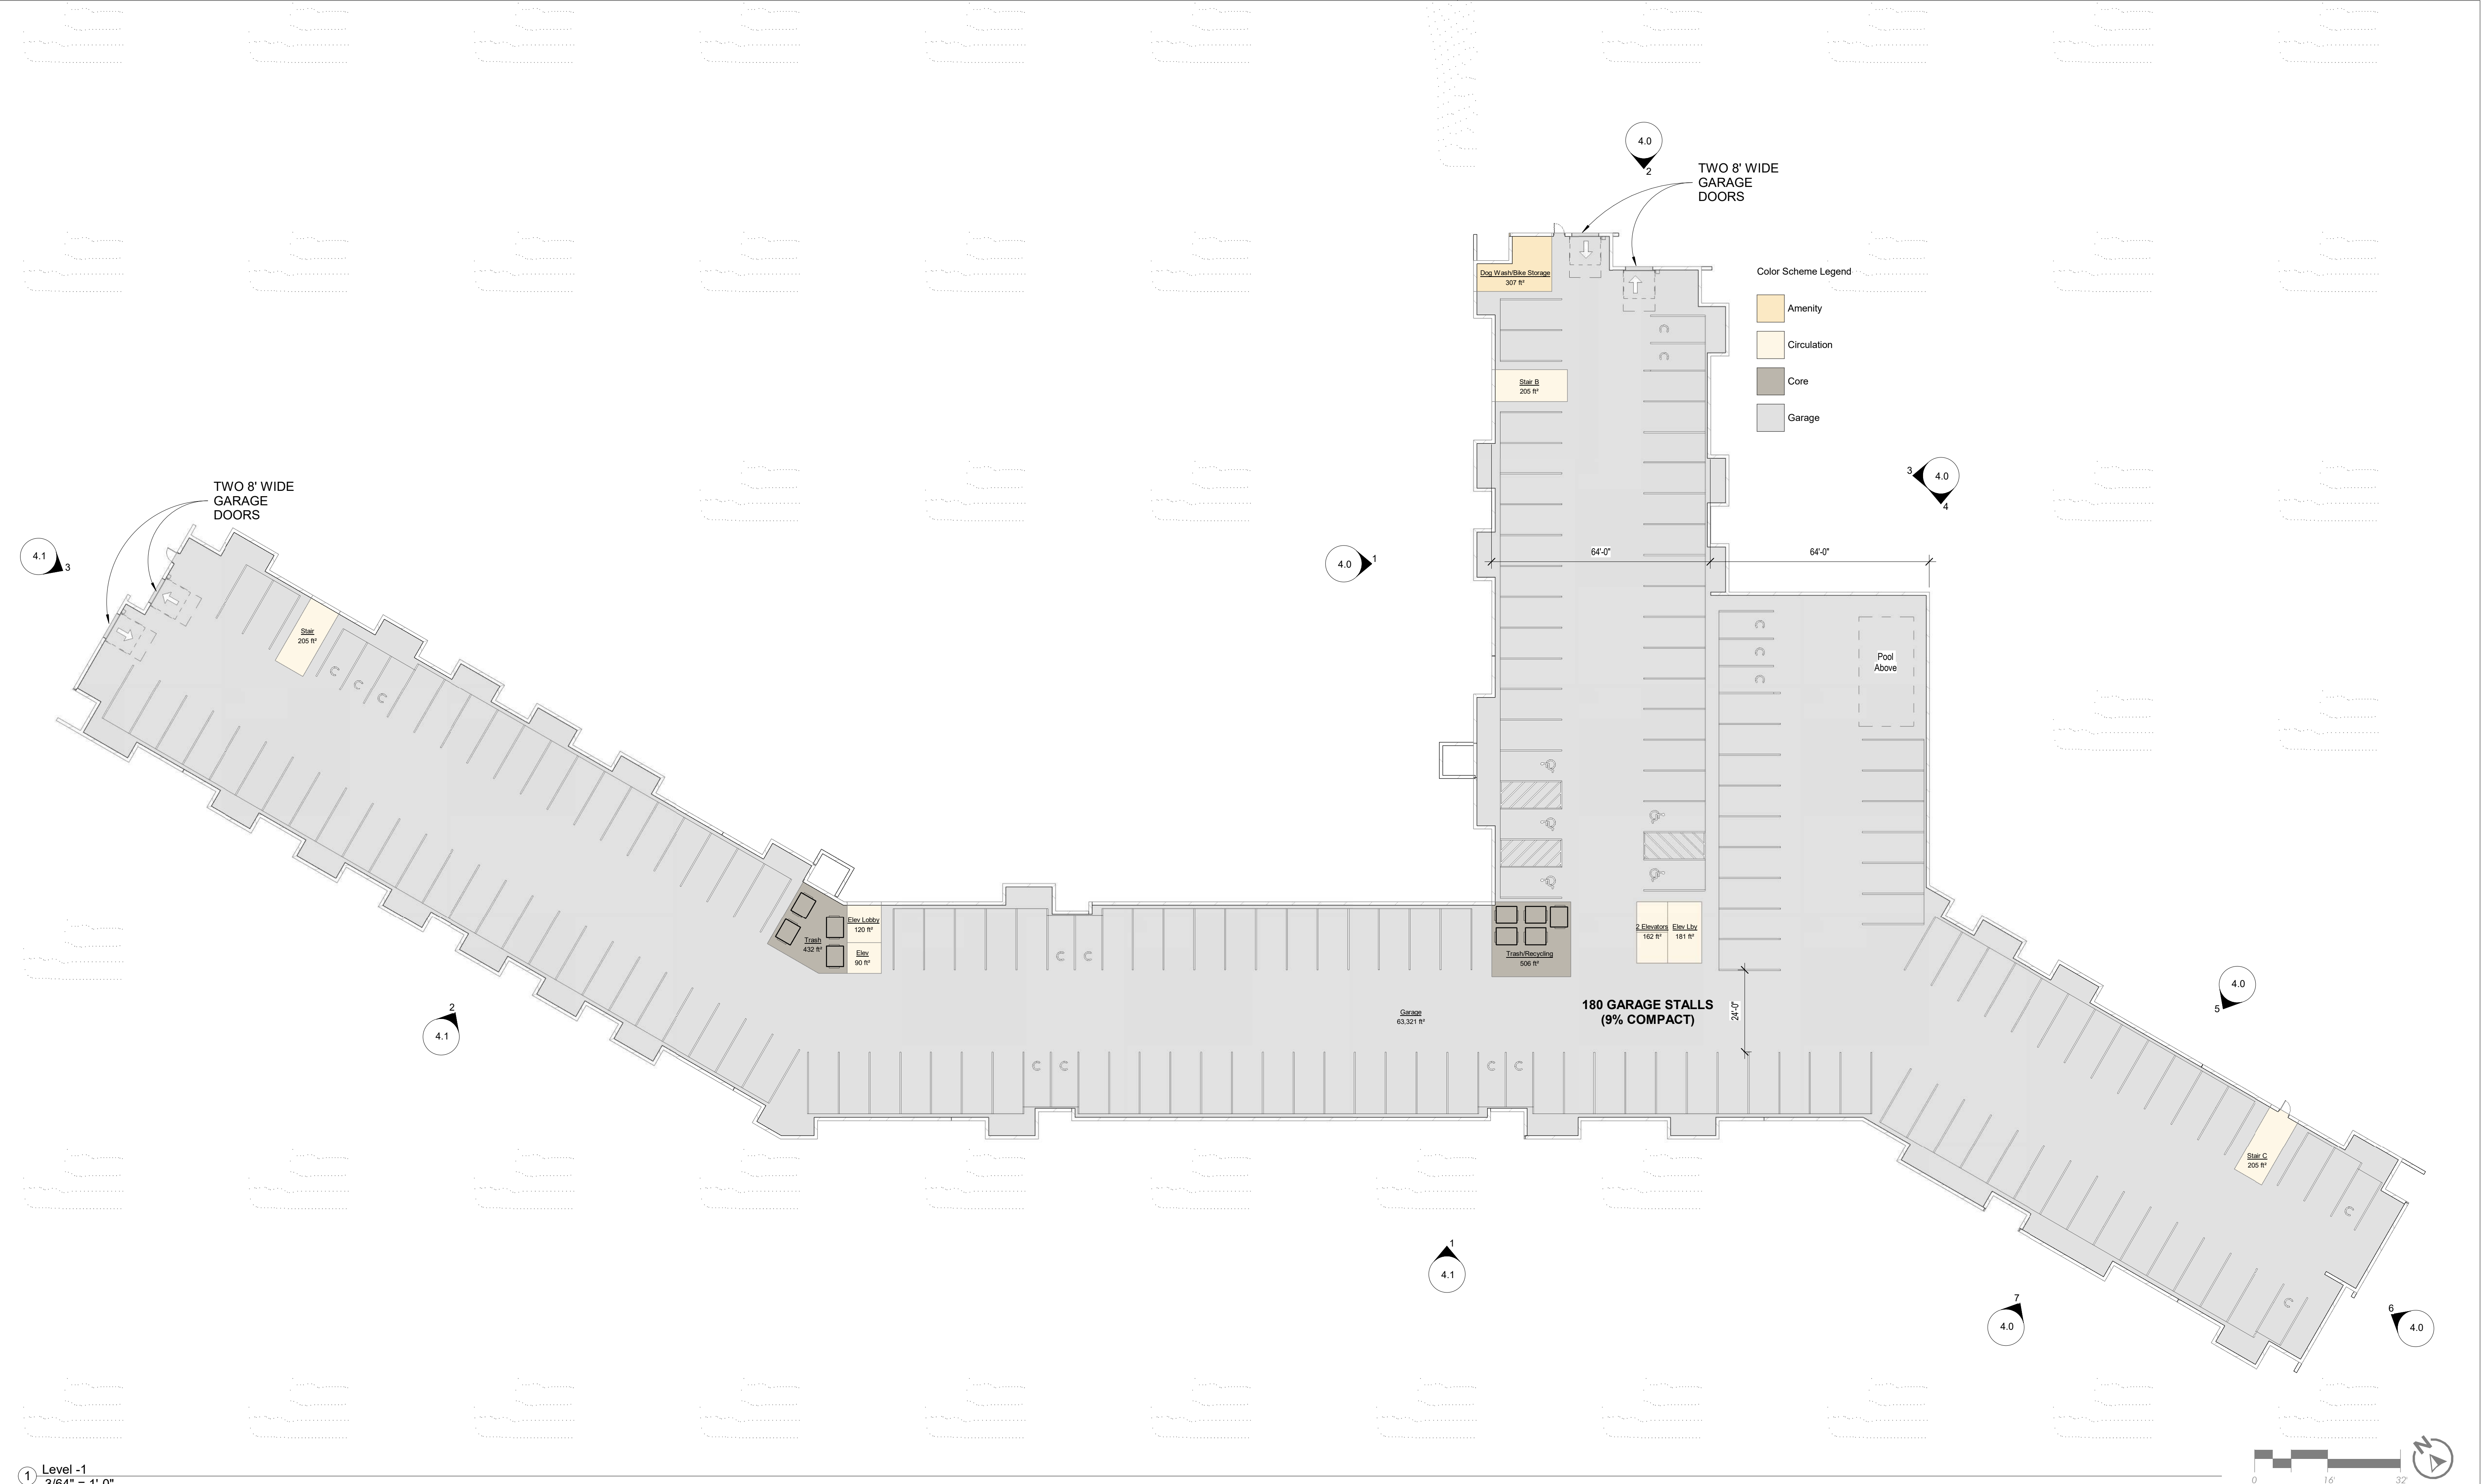 4.0
2
TWO 8' WIDE
GARAGE
DOORS
Color Scheme Legend
Amenity
Circulation
Core
Garage
Dog Wash/Bike Storage
307 ft²
C
C
Stair B
205 ft²
3
4.0
4
TWO 8' WIDE
GARAGE
DOORS
4.1
3
4.0
1
64'-0"
64'-0"
Stair
205 ft²
C
C
C
C
C
C
Pool
Above
Elev Lobby
120 ft²
Trash
432 ft²
Elev
90 ft²
C
C
Trash/Recycling
506 ft²
2 Elevators
162 ft²
Elev Lby
181 ft²
180 GARAGE STALLS
(9% COMPACT)
24'-0"
Garage
63,321 ft²
4.0
5
2
4.1
C
C
C
C
Stair C
205 ft²
C
C
1
4.1
7
4.0
6
4.0
1
Level -1
3/64" = 1'-0"
0
16'
32'
N